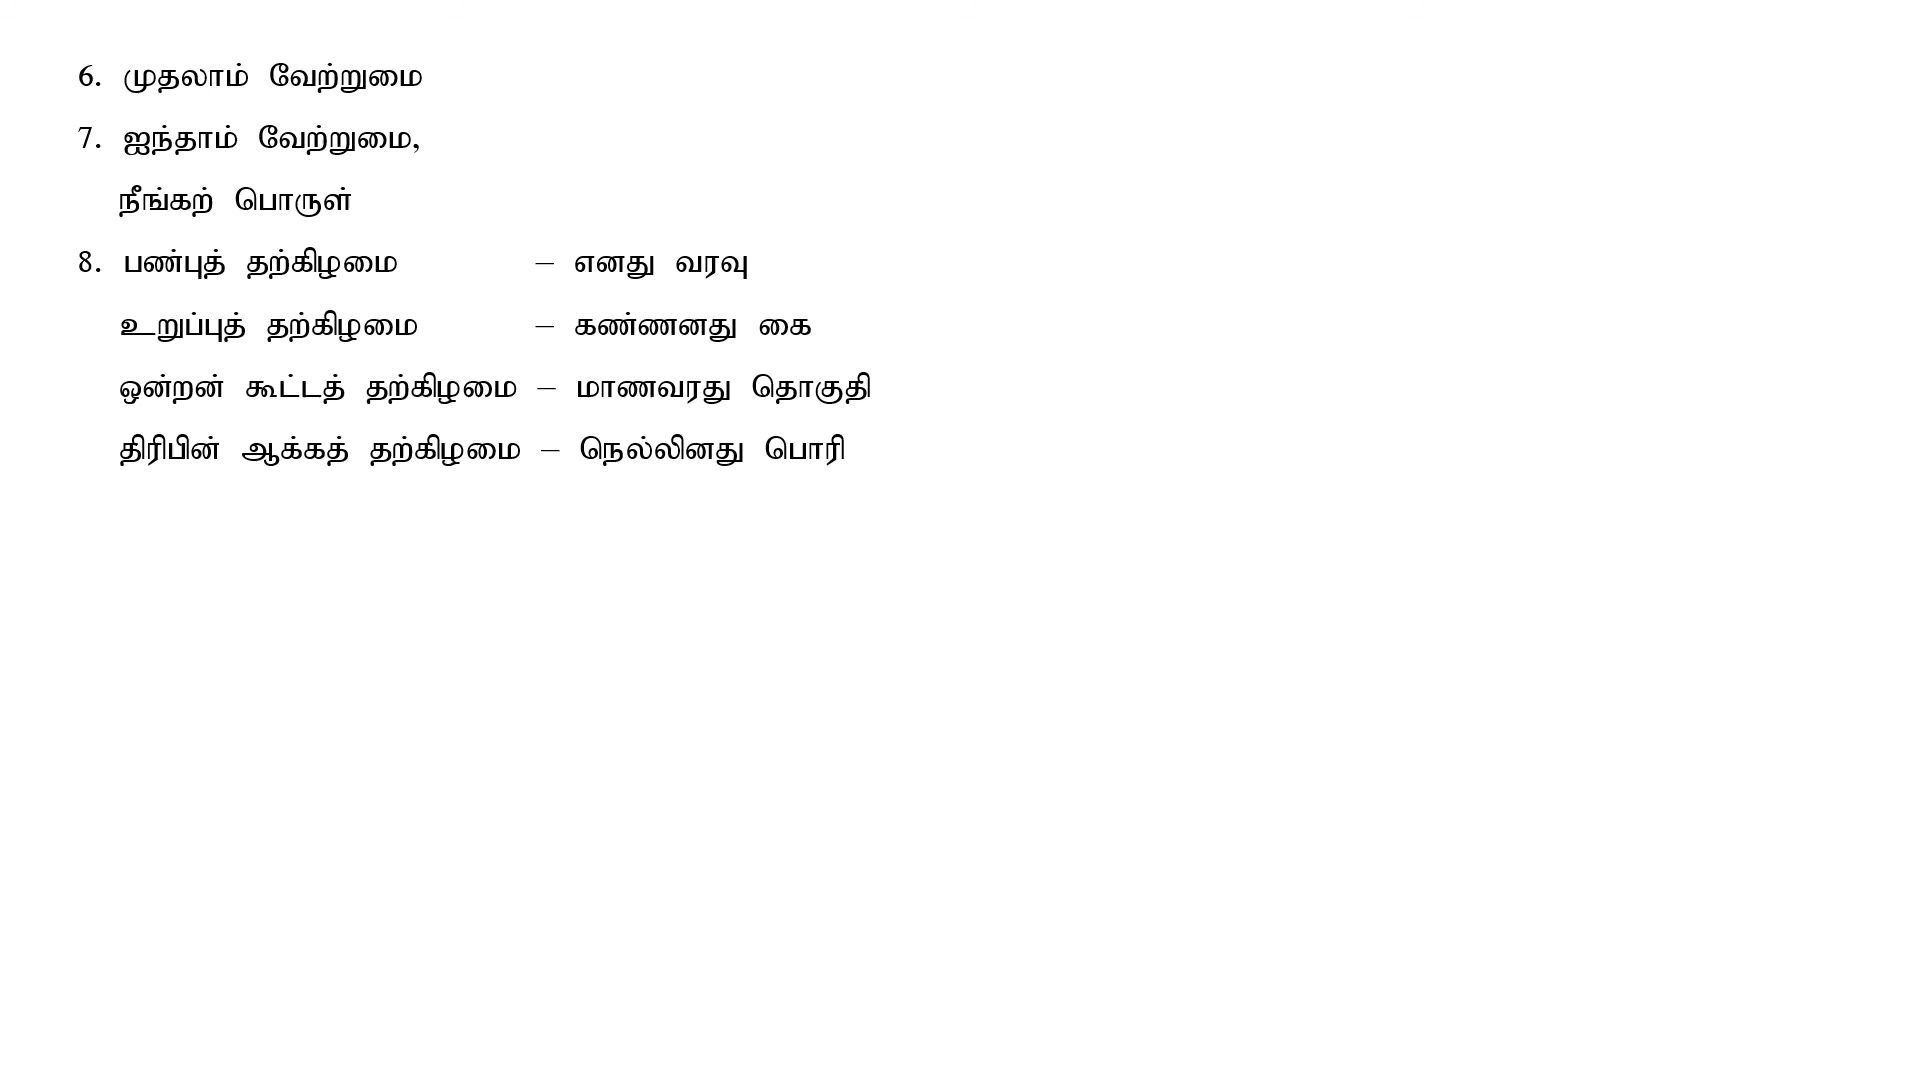 6. முதலாம் வேற்றுமை
7. ஐந்தாம் வேற்றுமை,
நீங்கற் பொருள்
8. பண்புத் தற்கிழமை – எனது வரவு
உறுப்புத் தற்கிழமை – கண்ணனது கை
ஒன்றன் கூட்டத் தற்கிழமை – மாணவரது தொகுதி
திரிபின் ஆக்கத் தற்கிழமை – நெல்லினது பொரி